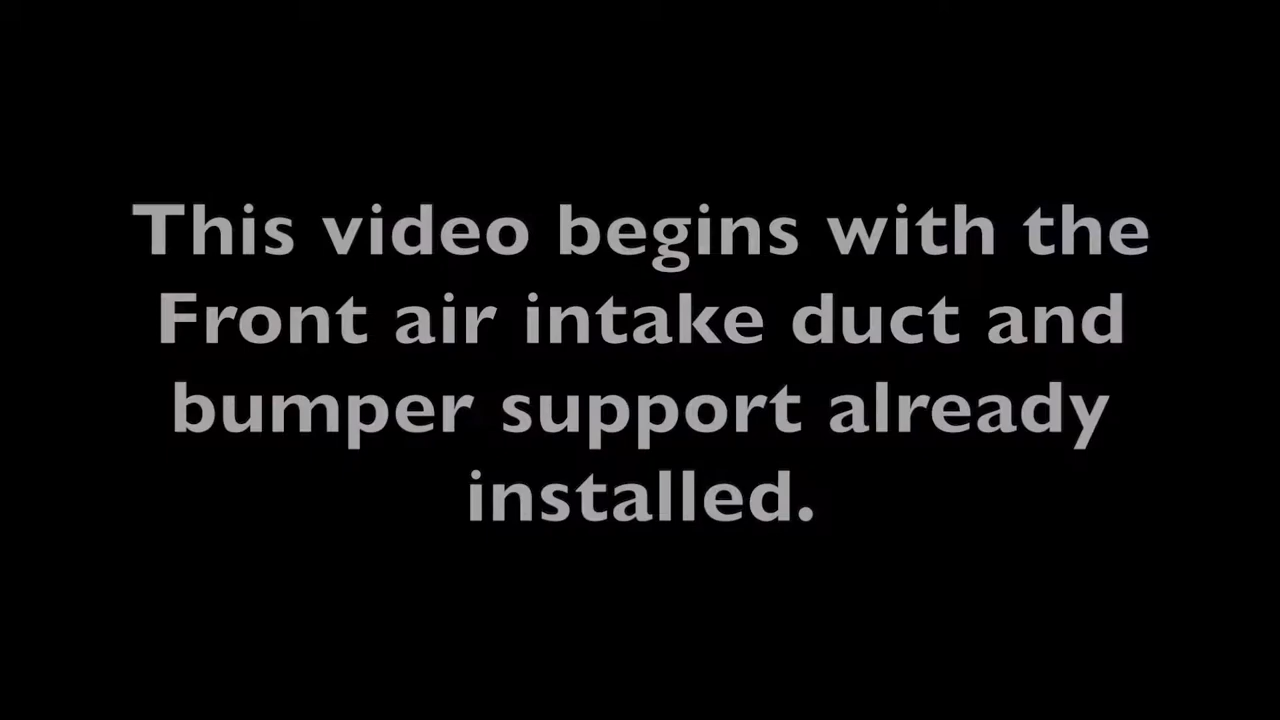 This video begins with the
Front air intake duct and
bumper support already
installed.